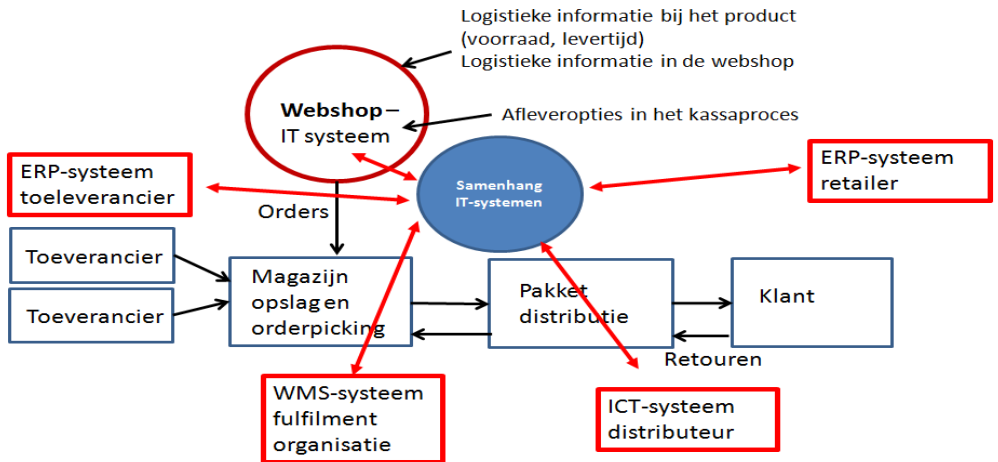 Logistieke informatie bij het product
(voorraad, levertijd)
Logistieke informatie in de webshop
Webshop –
IT systeem
Afleveropties in het kassaproces
ERP-systeem
toeleverancier
Samenhang
IT-systemen
ERP-systeem
retailer
Orders
Toeverancier
Toeverancier
Magazijn
opslag en
orderpicking
Pakket
distributie
Klant
Retouren
WMS-systeem
fulfilment
organisatie
ICT-systeem
distributeur